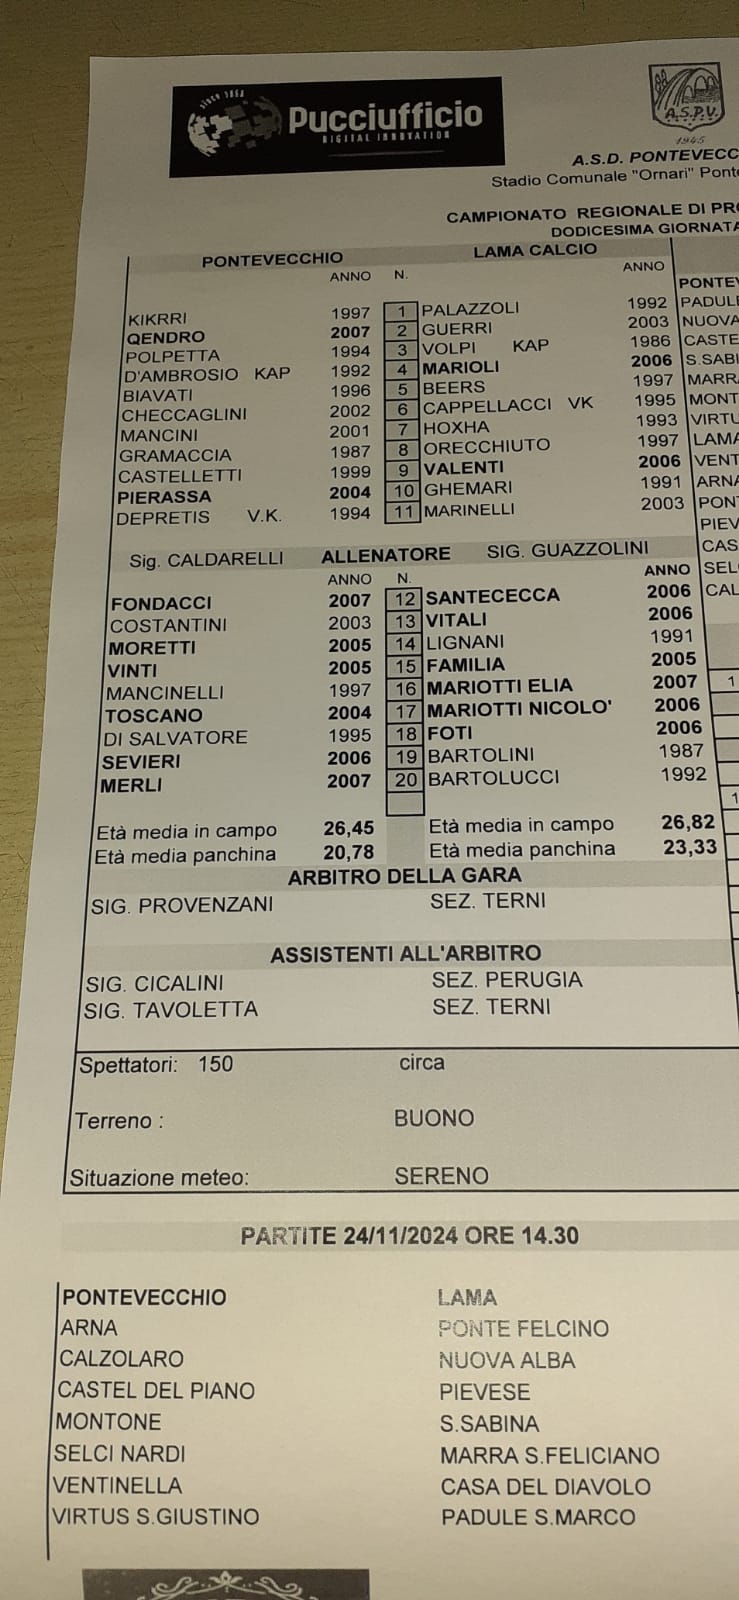 since 1868
Pucciufficio
DIGITAL INNOVATION
A.S.P.V.
1945
A.S.D. PONTEVECC
Stadio Comunale "Ornari" Ponte
CAMPIONATO REGIONALE DI PRO
DODICESIMA GIORNATA
PONTEVECCHIO LAMA CALCIO
ANNO N. ANNO PONTEV
KIKRRI 1997 1 PALAZZOLI 1992 PADULE
QENDRO 2007 2 GUERRI 2003 NUOVA
POLPETTA 1994 3 VOLPI KAP 1986 CASTE
D'AMBROSIO KAP 1992 4 MARIOLI 2006 S.SABI
BIAVATI 1996 5 BEERS 1997 MARR
CHECCAGLINI 2002 6 CAPPELLACCI VK 1995 MONT
MANCINI 2001 7 HOXHA 1993 VIRTU
GRAMACCIA 1987 8 ORECCHIUTO 1997 LAMA
CASTELLETTI 1999 9 VALENTI 2006 VENT
PIERASSA 2004 10 GHEMARI 1991 ARNA
DEPRETIS V.K. 1994 11 MARINELLI 2003 PON
PIEV
Sig. CALDARELLI ALLENATORE SIG. GUAZZOLINI CAS
ANNO N. ANNO SEL
FONDACCI 2007 12 SANTECECCA 2006 CAL
COSTANTINI 2003 13 VITALI 2006
MORETTI 2005 14 LIGNANI 1991
VINTI 2005 15 FAMILIA 2005
MANCINELLI 1997 16 MARIOTTI ELIA 2007 1
TOSCANO 2004 17 MARIOTTI NICOLO' 2006
DI SALVATORE 1995 18 FOTI 2006
SEVIERI 2006 19 BARTOLINI 1987
MERLI 2007 20 BARTOLUCCI 1992
1
Età media in campo 26,45 Età media in campo 26,82
Età media panchina 20,78 Età media panchina 23,33
ARBITRO DELLA GARA
SIG. PROVENZANI SEZ. TERNI
ASSISTENTI ALL'ARBITRO
SIG. CICALINI SEZ. PERUGIA
SIG. TAVOLETTA SEZ. TERNI
Spettatori: 150 circa
Terreno : BUONO
Situazione meteo: SERENO
PARTITE 24/11/2024 ORE 14.30
PONTEVECCHIO LAMA
ARNA PONTE FELCINO
CALZOLARO NUOVA ALBA
CASTEL DEL PIANO PIEVESE
MONTONE S.SABINA
SELCI NARDI MARRA S.FELICIANO
VENTINELLA CASA DEL DIAVOLO
VIRTUS S.GIUSTINO PADULE S.MARCO